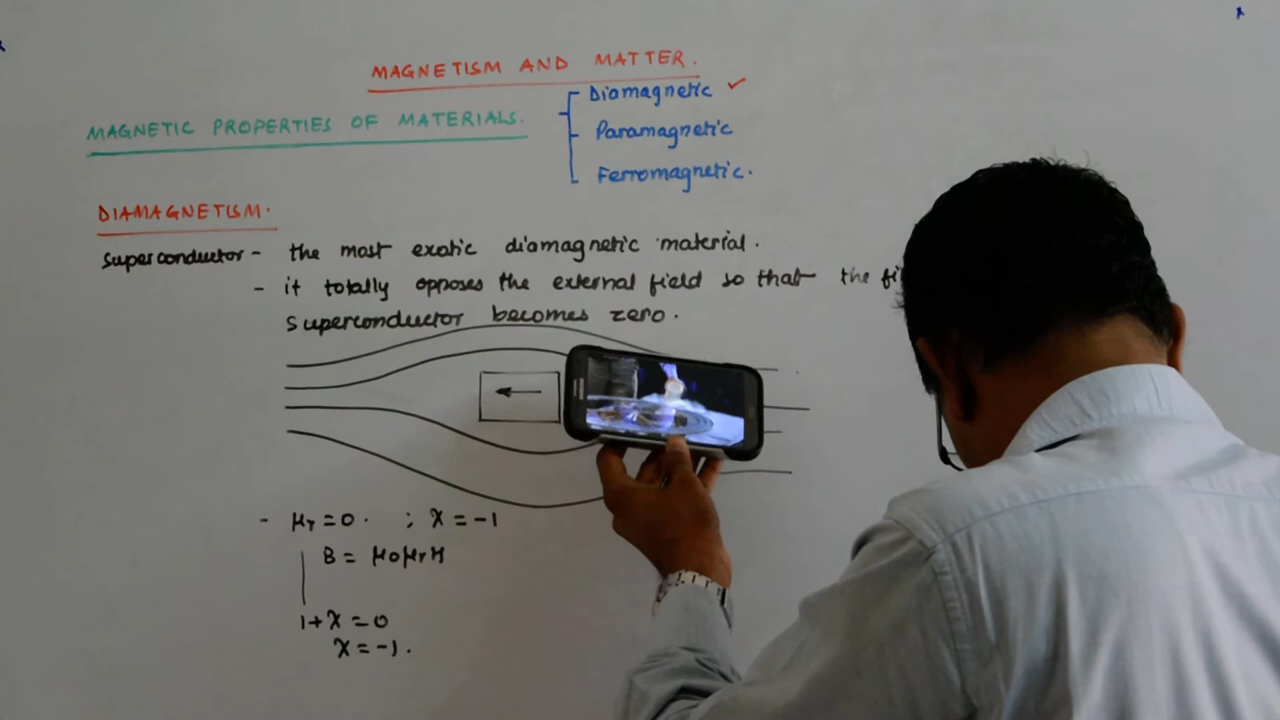 MAGNETISM AND MATTER.
MAGNETIC PROPERTIES OF MATERIALS.
Diamagnetic ✓
Paramagnetic
Ferromagnetic.
DIAMAGNETISM.
Superconductor - the most exotic diamagnetic material.
- it totally opposes the external field so that the
superconductor becomes zero.
- μr = 0. ; χ = -1
B = μ0μrH
1+χ = 0
χ = -1.